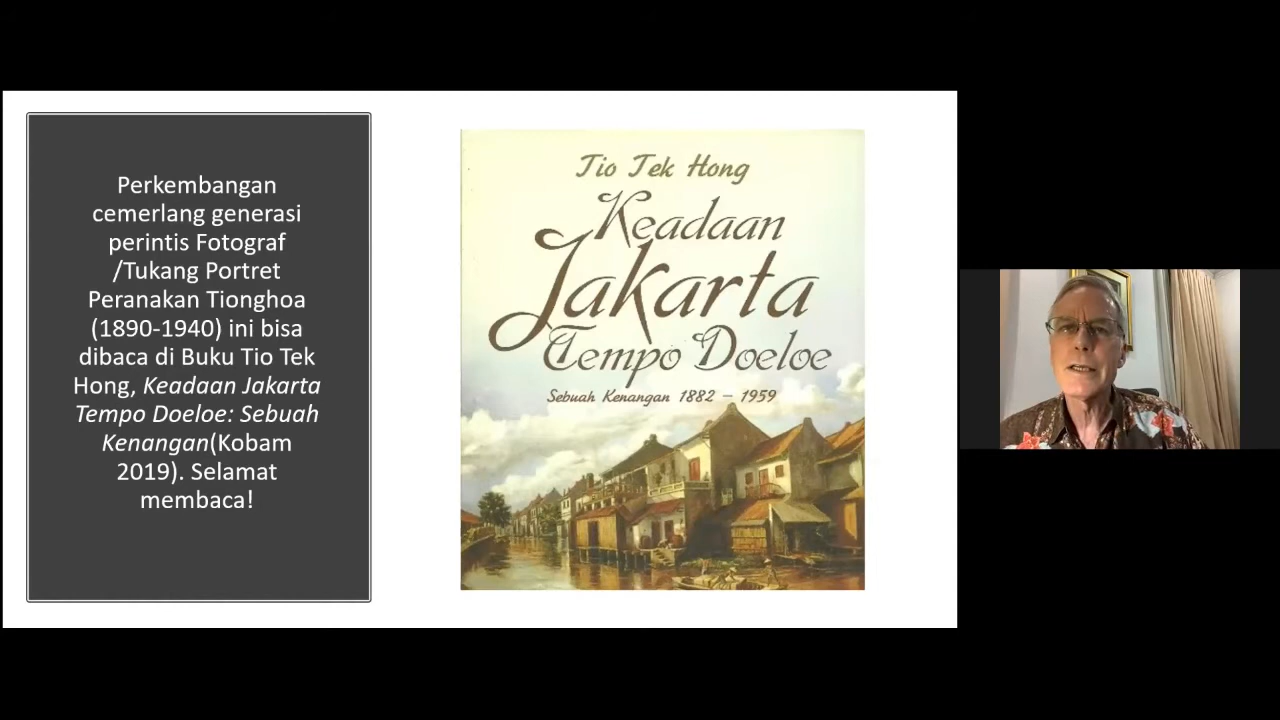 Perkembangan
cemerlang generasi
perintis Fotograf
/Tukang Portret
Peranakan Tionghoa
(1890-1940) ini bisa
dibaca di Buku Tio Tek
Hong, Keadaan Jakarta
Tempo Doeloe: Sebuah
Kenangan(Kobam
2019). Selamat
membaca!
Tio Tek Hong
Keadaan
Jakarta
Tempo Doeloe
Sebuah Kenangan 1882 – 1959